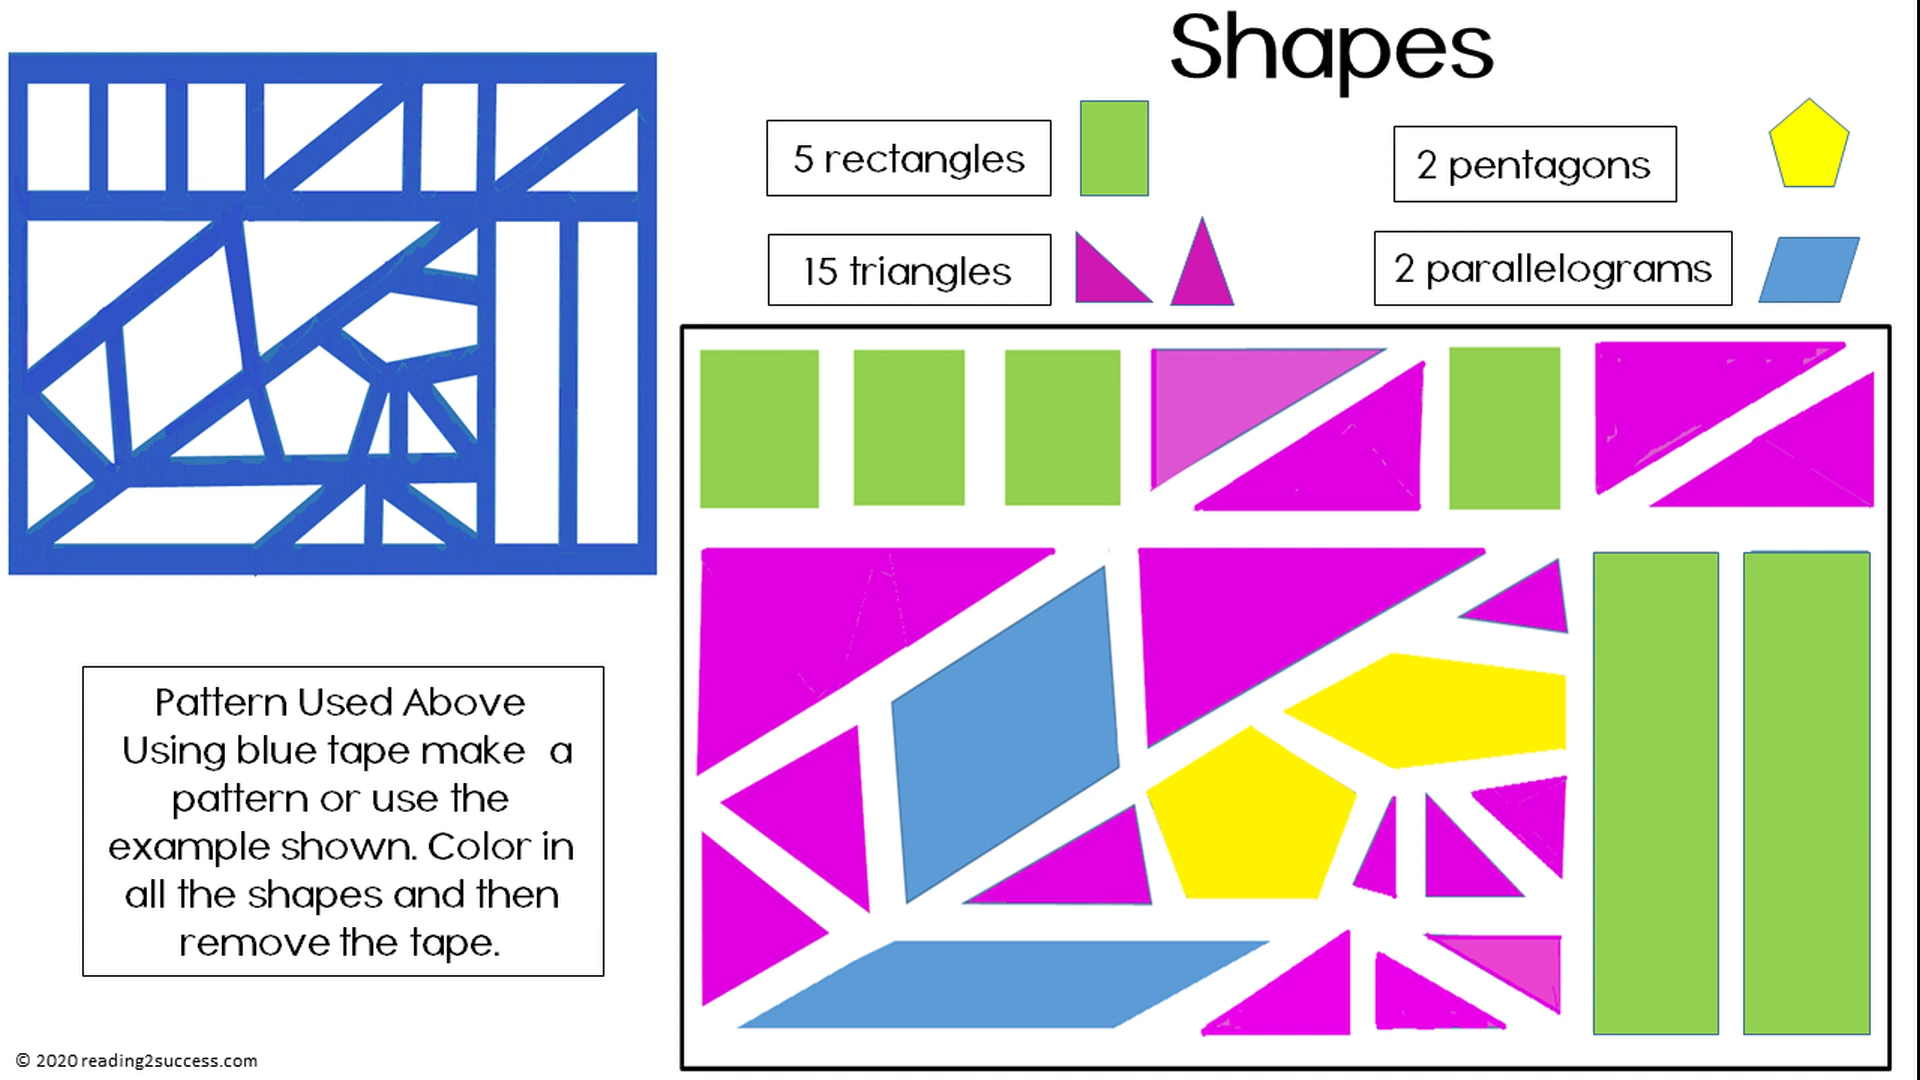 Shapes
5 rectangles
2 pentagons
15 triangles
2 parallelograms
Pattern Used Above
Using blue tape make a
pattern or use the
example shown. Color in
all the shapes and then
remove the tape.
© 2020 reading2success.com